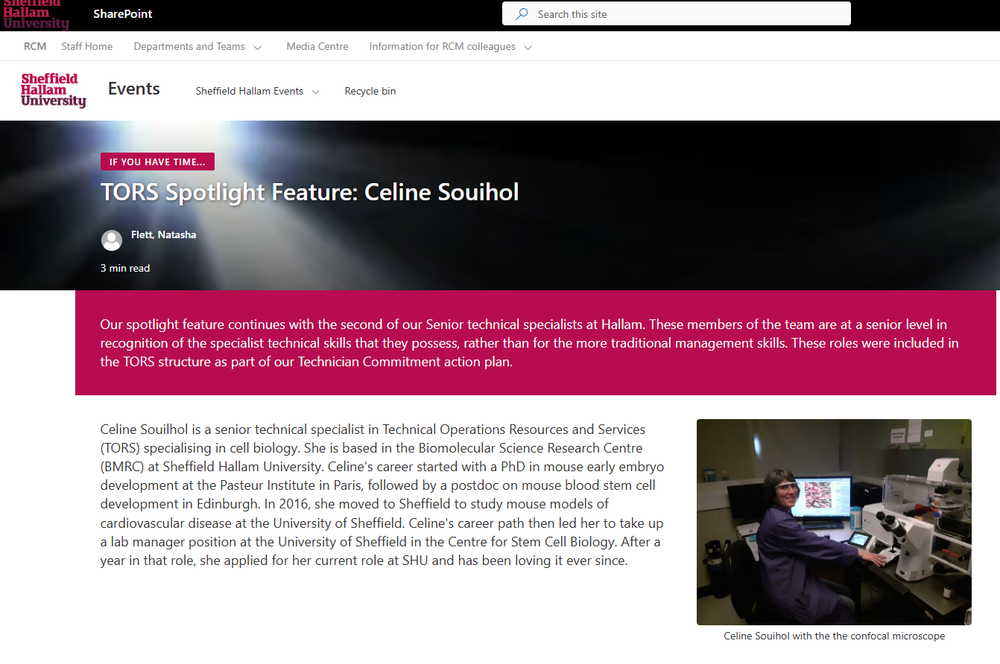 Sheffield
Hallam
University
SharePoint
Search this site
RCM
Staff Home
Departments and Teams
Media Centre
Information for RCM colleagues
Sheffield
Hallam
University
Events
Sheffield Hallam Events
Recycle bin
IF YOU HAVE TIME...
TORS Spotlight Feature: Celine Souihol
Flett, Natasha
3 min read
Our spotlight feature continues with the second of our Senior technical specialists at Hallam. These members of the team are at a senior level in
recognition of the specialist technical skills that they possess, rather than for the more traditional management skills. These roles were included in
the TORS structure as part of our Technician Commitment action plan.
Celine Souilhol is a senior technical specialist in Technical Operations Resources and Services
(TORS) specialising in cell biology. She is based in the Biomolecular Science Research Centre
(BMRC) at Sheffield Hallam University. Celine's career started with a PhD in mouse early embryo
development at the Pasteur Institute in Paris, followed by a postdoc on mouse blood stem cell
development in Edinburgh. In 2016, she moved to Sheffield to study mouse models of
cardiovascular disease at the University of Sheffield. Celine's career path then led her to take up
a lab manager position at the University of Sheffield in the Centre for Stem Cell Biology. After a
year in that role, she applied for her current role at SHU and has been loving it ever since.
Celine Souihol with the the confocal microscope